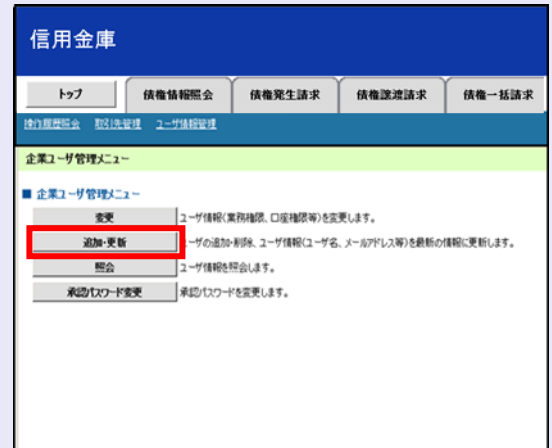 信用金庫
トップ 債権情報照会 債権発生請求 債権譲渡請求 債権一括請求
操作履歴照会 取引先管理 ユーザ情報管理
企業ユーザ管理メニュー
■ 企業ユーザ管理メニュー
変更 ユーザ情報(業務権限、口座権限等)を変更します。
追加・更新 ーザの追加・削除、ユーザ情報(ユーザ名、メールアドレス等)を最新の情報に更新します。
照会 ユーザ情報を照会します。
承認パスワード変更 承認パスワードを変更します。